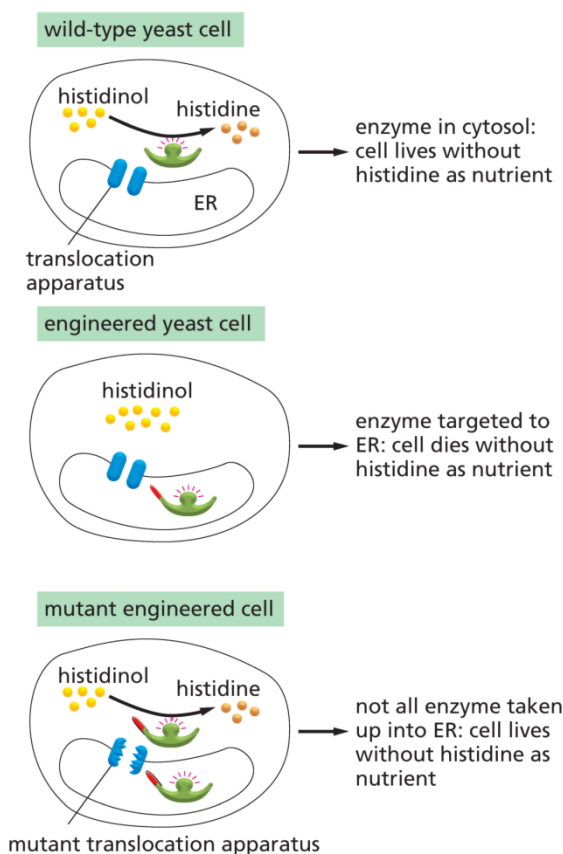 wild-type yeast cell
histidinol
histidine
ER
translocation
apparatus
enzyme in cytosol:
cell lives without
histidine as nutrient
engineered yeast cell
histidinol
enzyme targeted to
ER: cell dies without
histidine as nutrient
mutant engineered cell
histidinol
histidine
not all enzyme taken
up into ER: cell lives
without histidine as
nutrient
mutant translocation apparatus